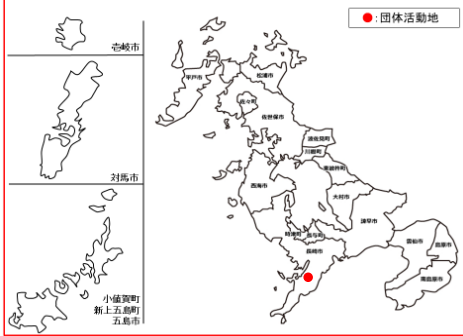 ●:団体活動地
壱岐市
対馬市
小値賀町
新上五島町
五島市
平戸市
松浦市
佐々町
佐世保市
波佐見町
川棚町
東彼杵町
西海市
大村市
諫早市
時津町
長与町
長崎市
雲仙市
島原市
南島原市